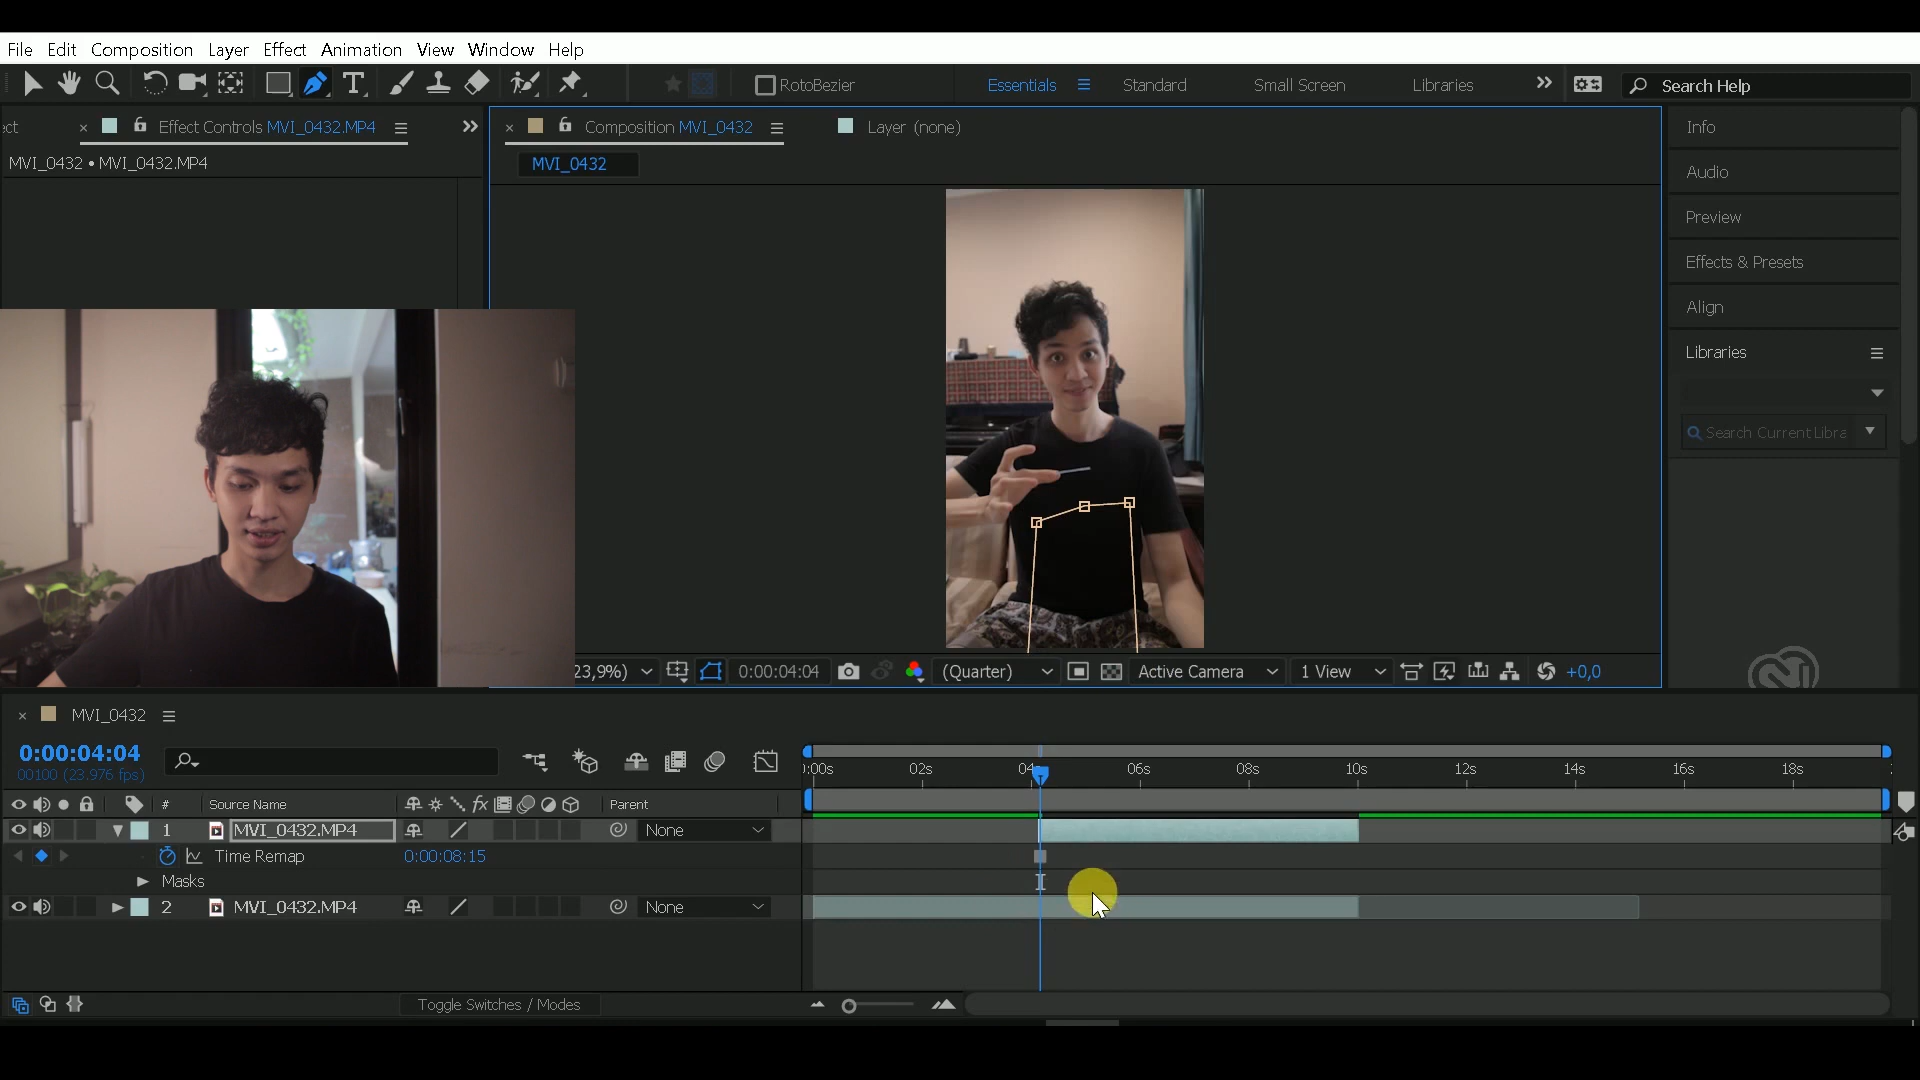 File Edit Composition Layer Effect Animation View Window Help
RotoBezier Essentials Standard Small Screen Libraries Search Help
ect Effect Controls MVI_0432.MP4 Composition MVI_0432 Layer (none) Info
MVI_0432 • MVI_0432.MP4 MVI_0432
Audio
Preview
Effects & Presets
Align
Libraries
Search Current Libra
23,9%) 0:00:04:04 (Quarter) Active Camera 1 View +0,0
MVI_0432
0:00:04:04
00100 (23.976 fps)
):00s 02s 04s 06s 08s 10s 12s 14s 16s 18s
# Source Name Parent
1 MVI_0432.MP4 None
Time Remap 0:00:08:15
Masks
2 MVI_0432.MP4 None
Toggle Switches / Modes